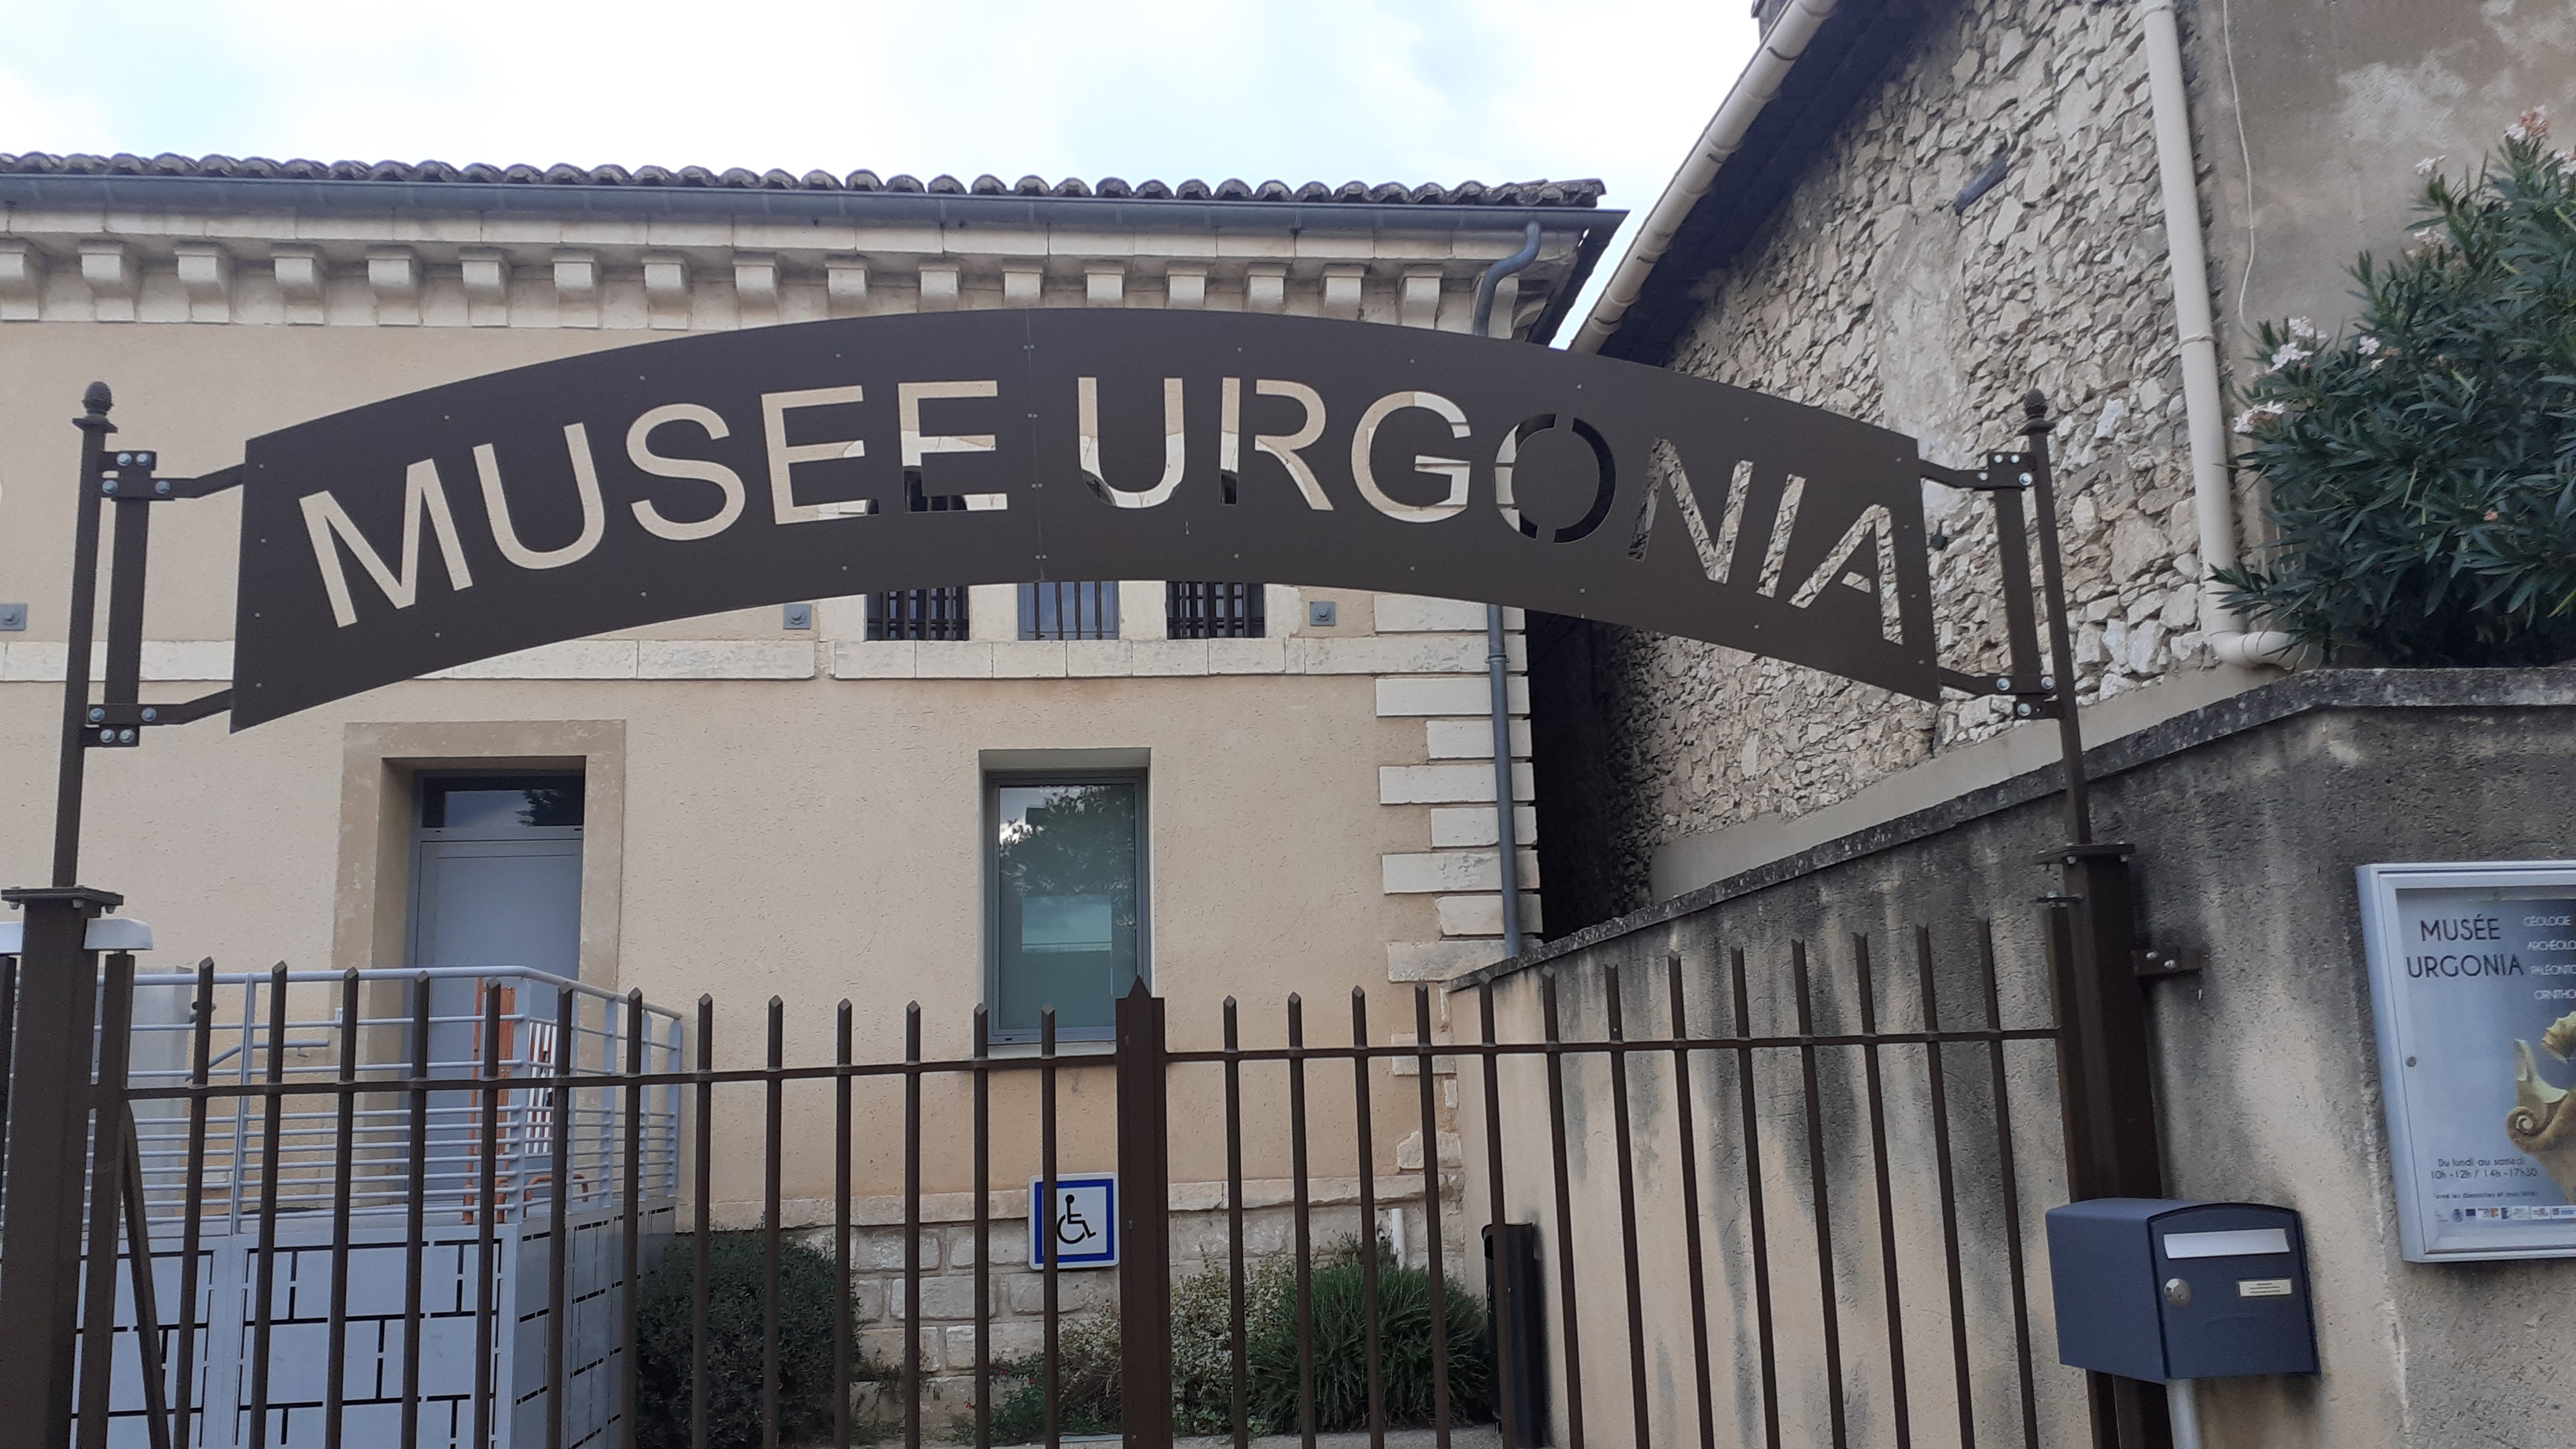 MUSEE URGONIA
MUSÉE
URGONIA
GÉOLOGIE
ARCHÉOLO
PALÉONTO
ORNITHO
Du lundi au samedi
10h -12h / 14h -17h30